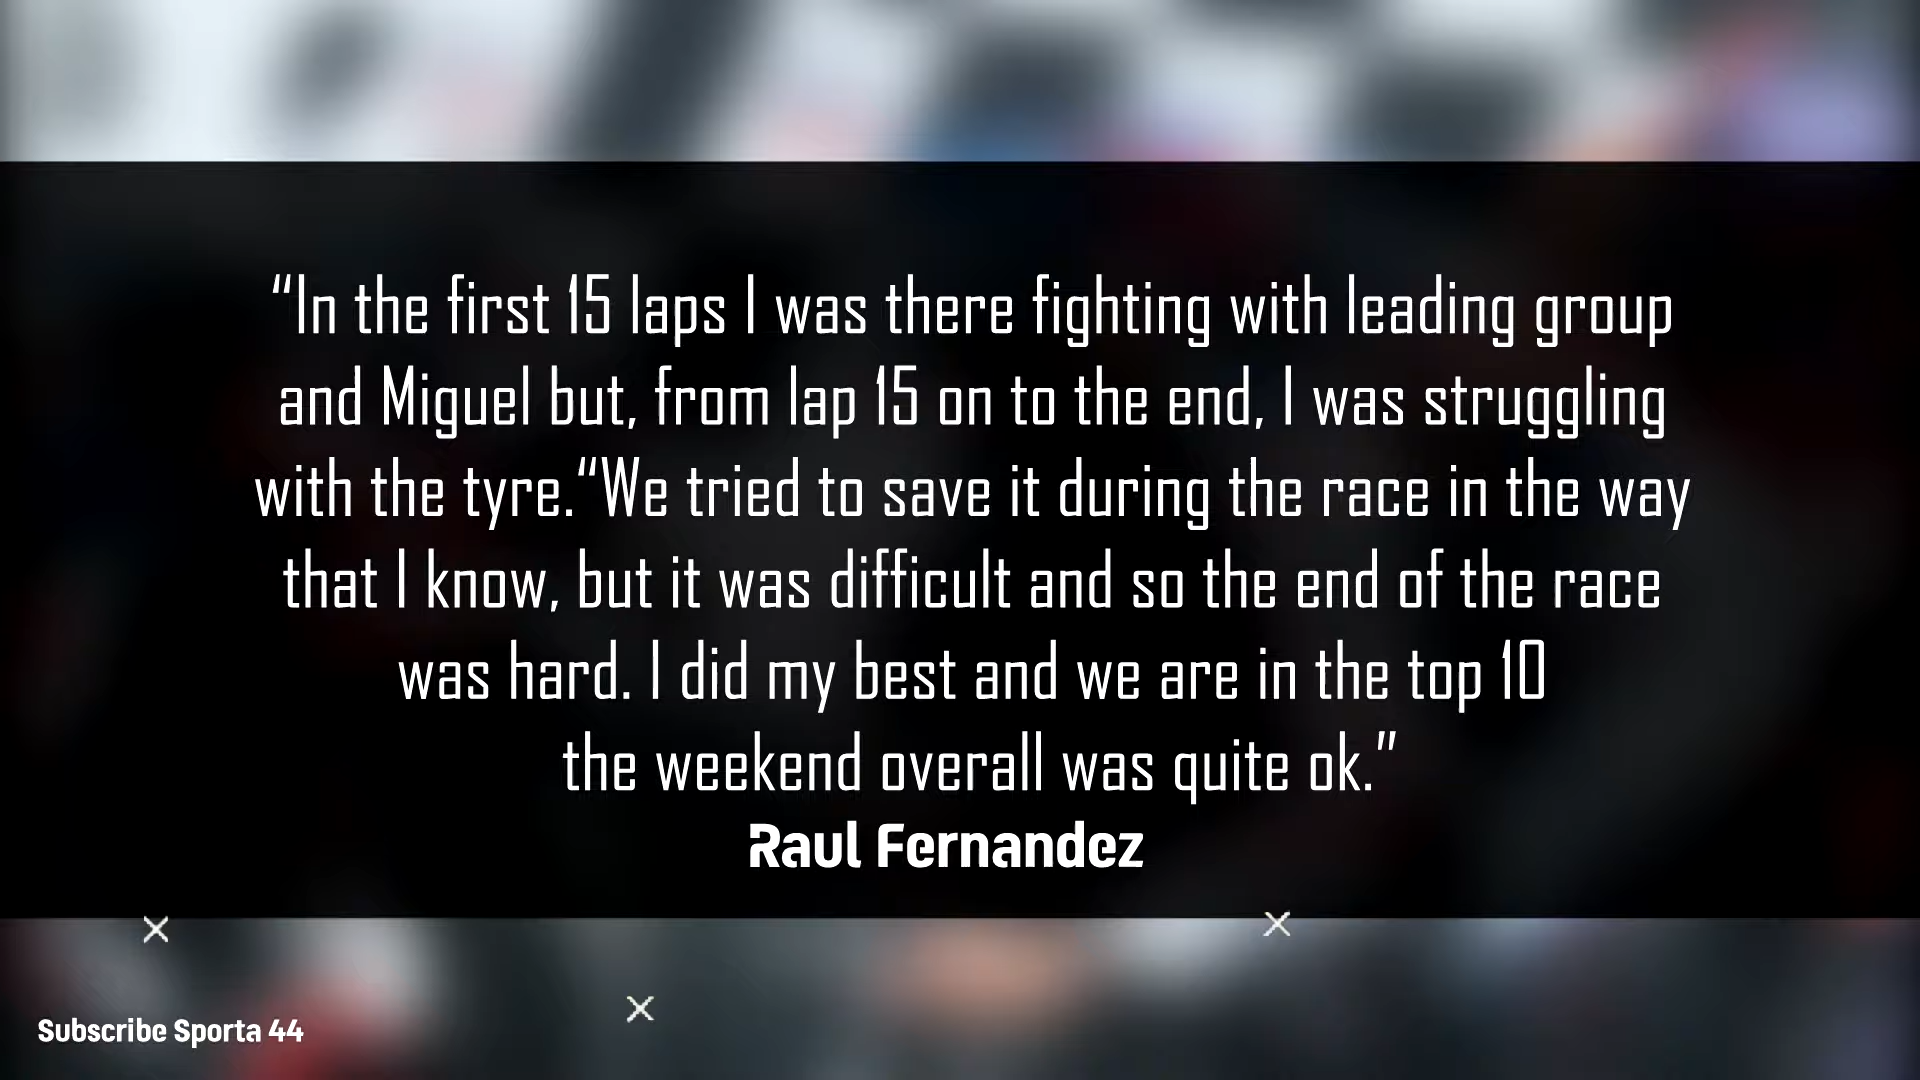 “In the first 15 laps I was there fighting with leading group
and Miguel but, from lap 15 on to the end, I was struggling
with the tyre.“We tried to save it during the race in the way
that I know, but it was difficult and so the end of the race
was hard. I did my best and we are in the top 10
the weekend overall was quite ok.”
Raul Fernandez
Subscribe Sporta 44